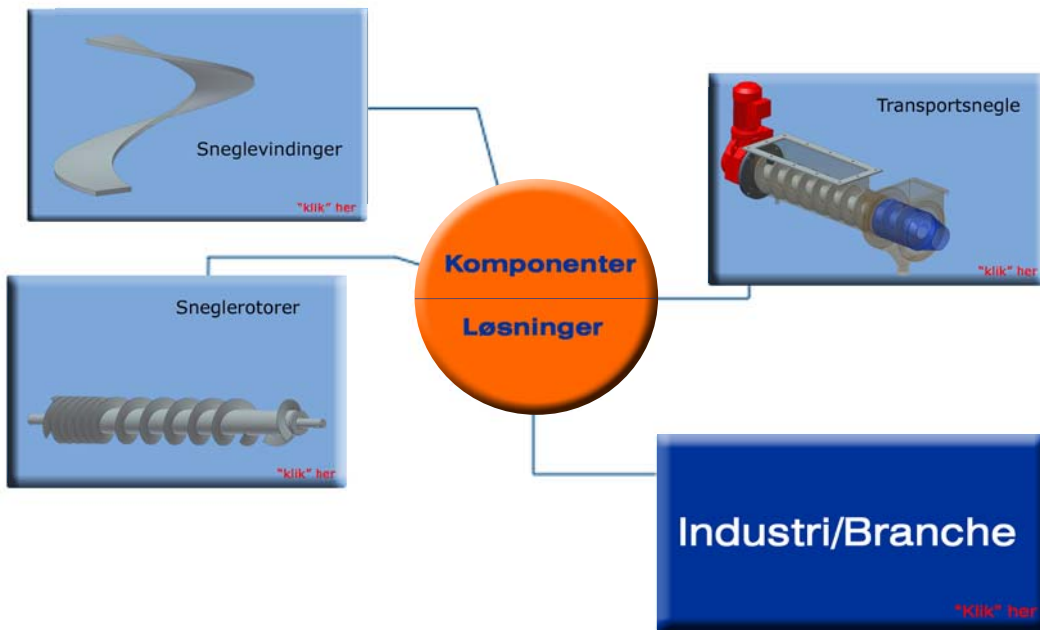 Sneglevindinger
"klik" her
Transportsnegle
"klik" her
Komponenter
Løsninger
Sneglerotorer
"klik" her
Industri/Branche
"Klik" her